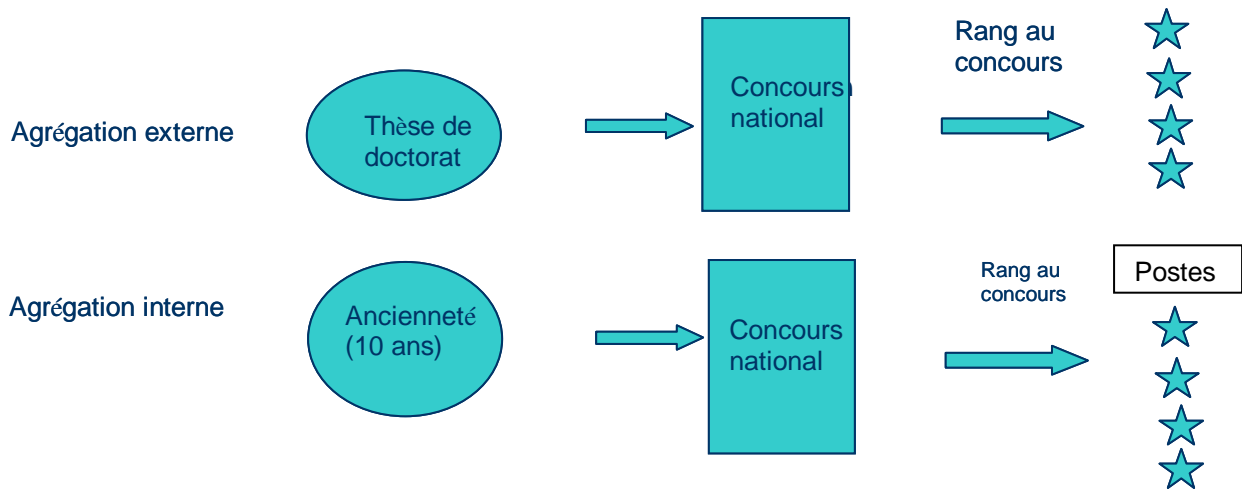 Agrégation externe
Thèse de
doctorat
Concours
national
Rang au
concours
Agrégation interne
Ancienneté
(10 ans)
Concours
national
Rang au
concours
Postes